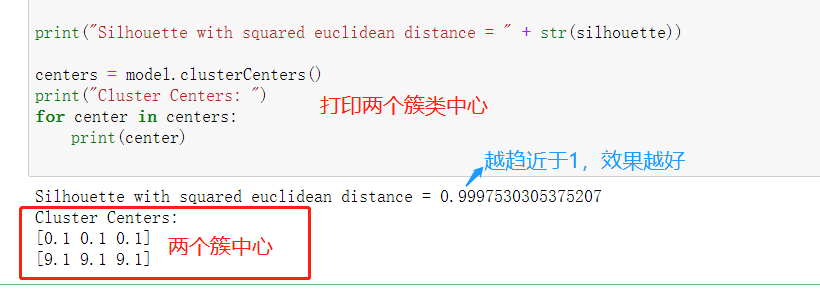 print("Silhouette with squared euclidean distance = " + str(silhouette))
centers = model.clusterCenters()
print("Cluster Centers: ")
打印两个簇类中心
for center in centers:
    print(center)
越趋近于1，效果越好
Silhouette with squared euclidean distance = 0.9997530305375207
Cluster Centers:
[0.1 0.1 0.1]
两个簇中心
[9.1 9.1 9.1]